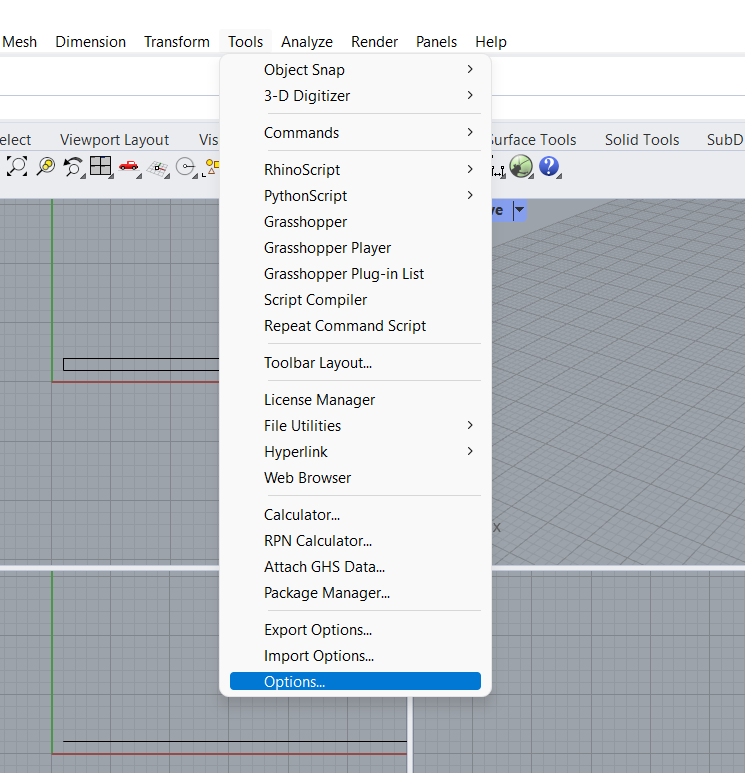 Mesh Dimension Transform Tools Analyze Render Panels Help
Object Snap
3-D Digitizer
Commands
elect Viewport Layout Vis urface Tools Solid Tools SubD
RhinoScript
PythonScript
Grasshopper
ve
Grasshopper Player
Grasshopper Plug-in List
Script Compiler
Repeat Command Script
Toolbar Layout...
License Manager
File Utilities
Hyperlink
Web Browser
Calculator...
x
RPN Calculator...
Attach GHS Data...
Package Manager...
Export Options...
Import Options...
Options...